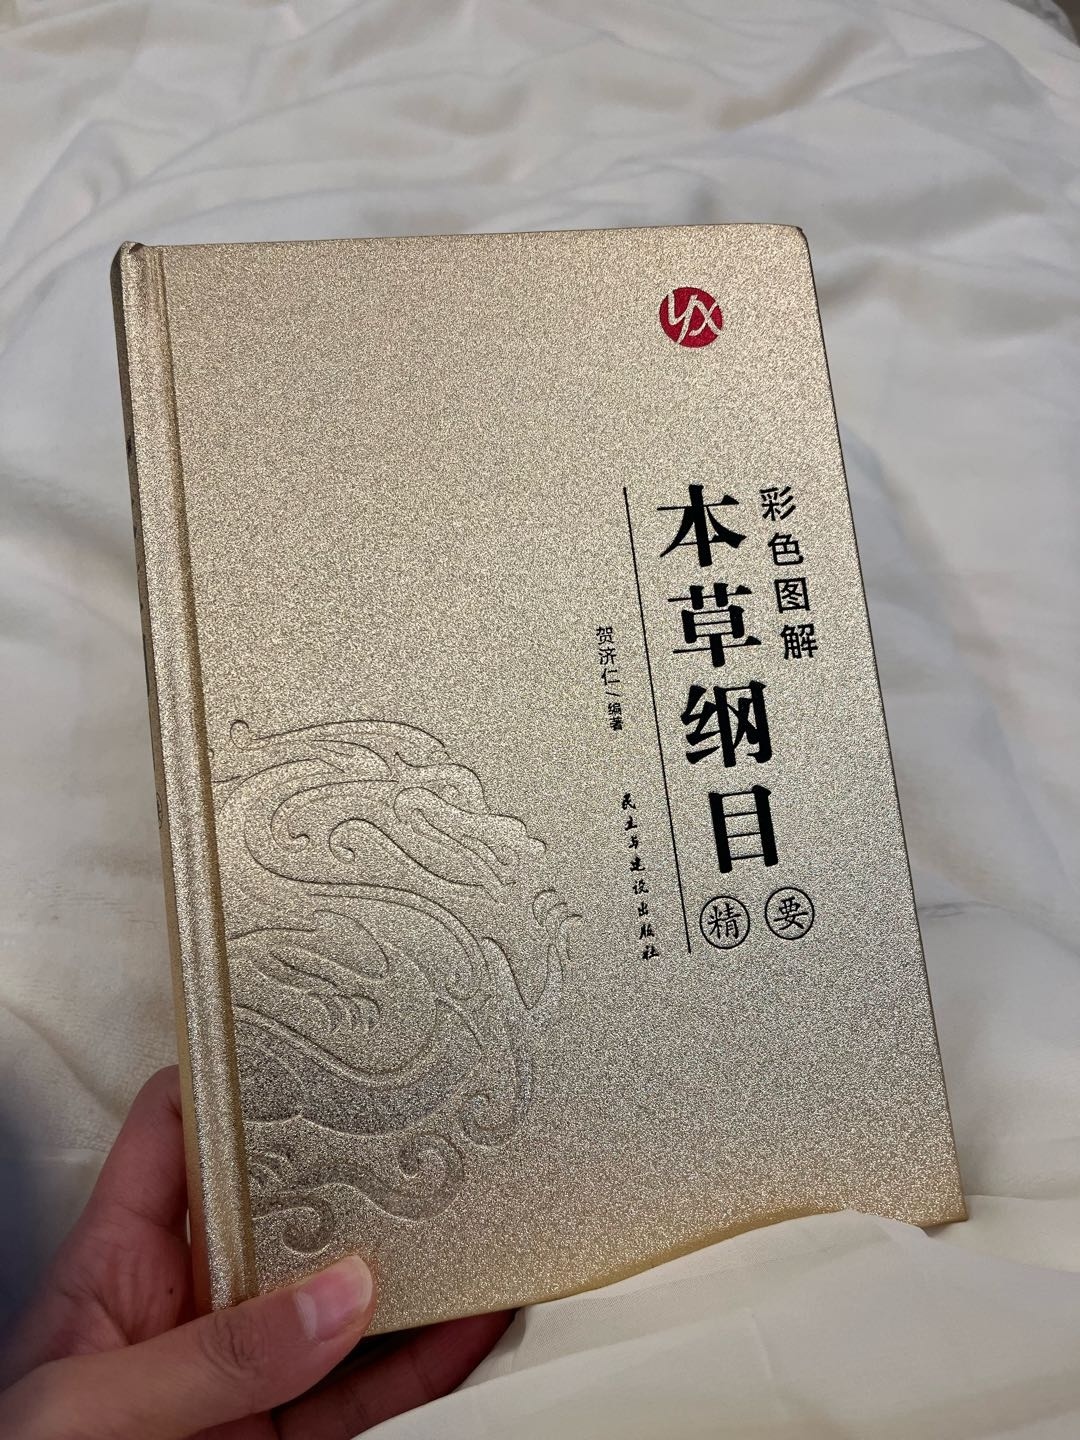 YX
彩色图解
本草纲目
精要
贺济仁/编著
民主与建设出版社